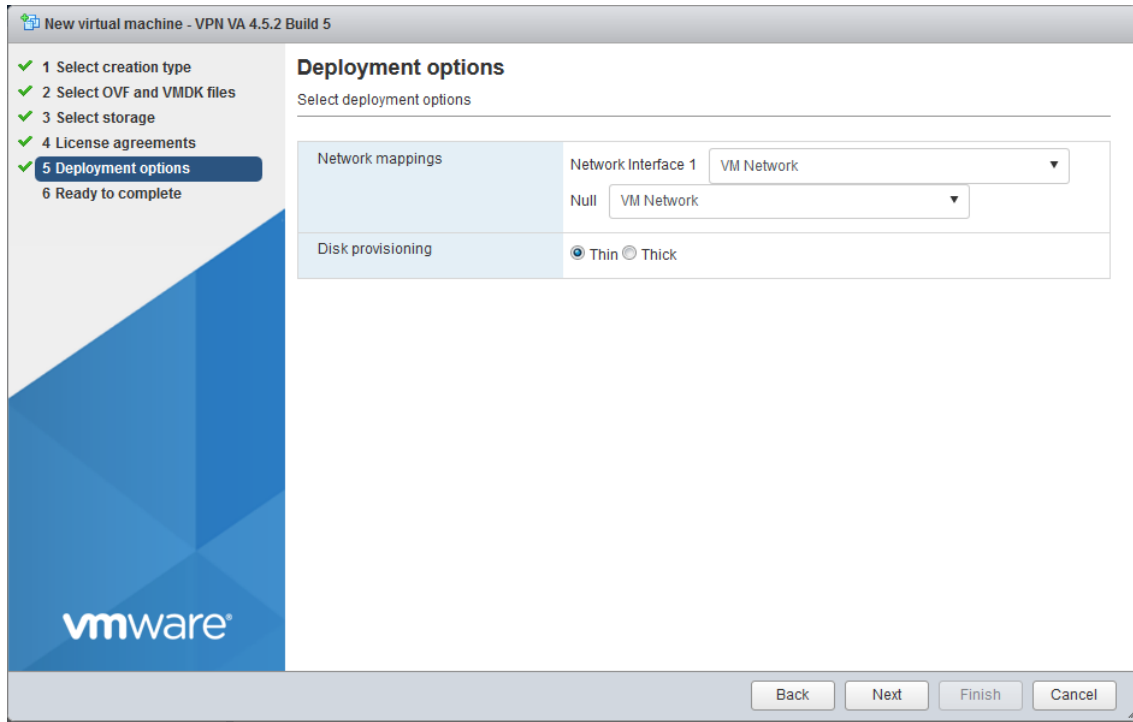 New virtual machine - VPN VA 4.5.2 Build 5
1 Select creation type
2 Select OVF and VMDK files
3 Select storage
4 License agreements
5 Deployment options
6 Ready to complete
Deployment options
Select deployment options
Network mappings
Network Interface 1 VM Network
Null VM Network
Disk provisioning
Thin Thick
vmware®
Back Next Finish Cancel